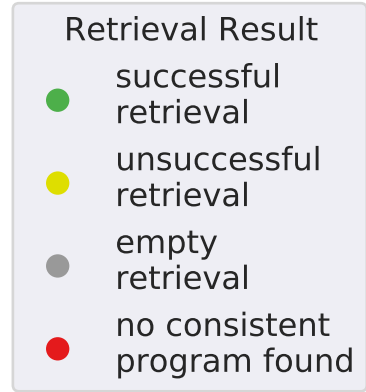 Retrieval Result
successful
retrieval
unsuccessful
retrieval
empty
retrieval
no consistent
program found